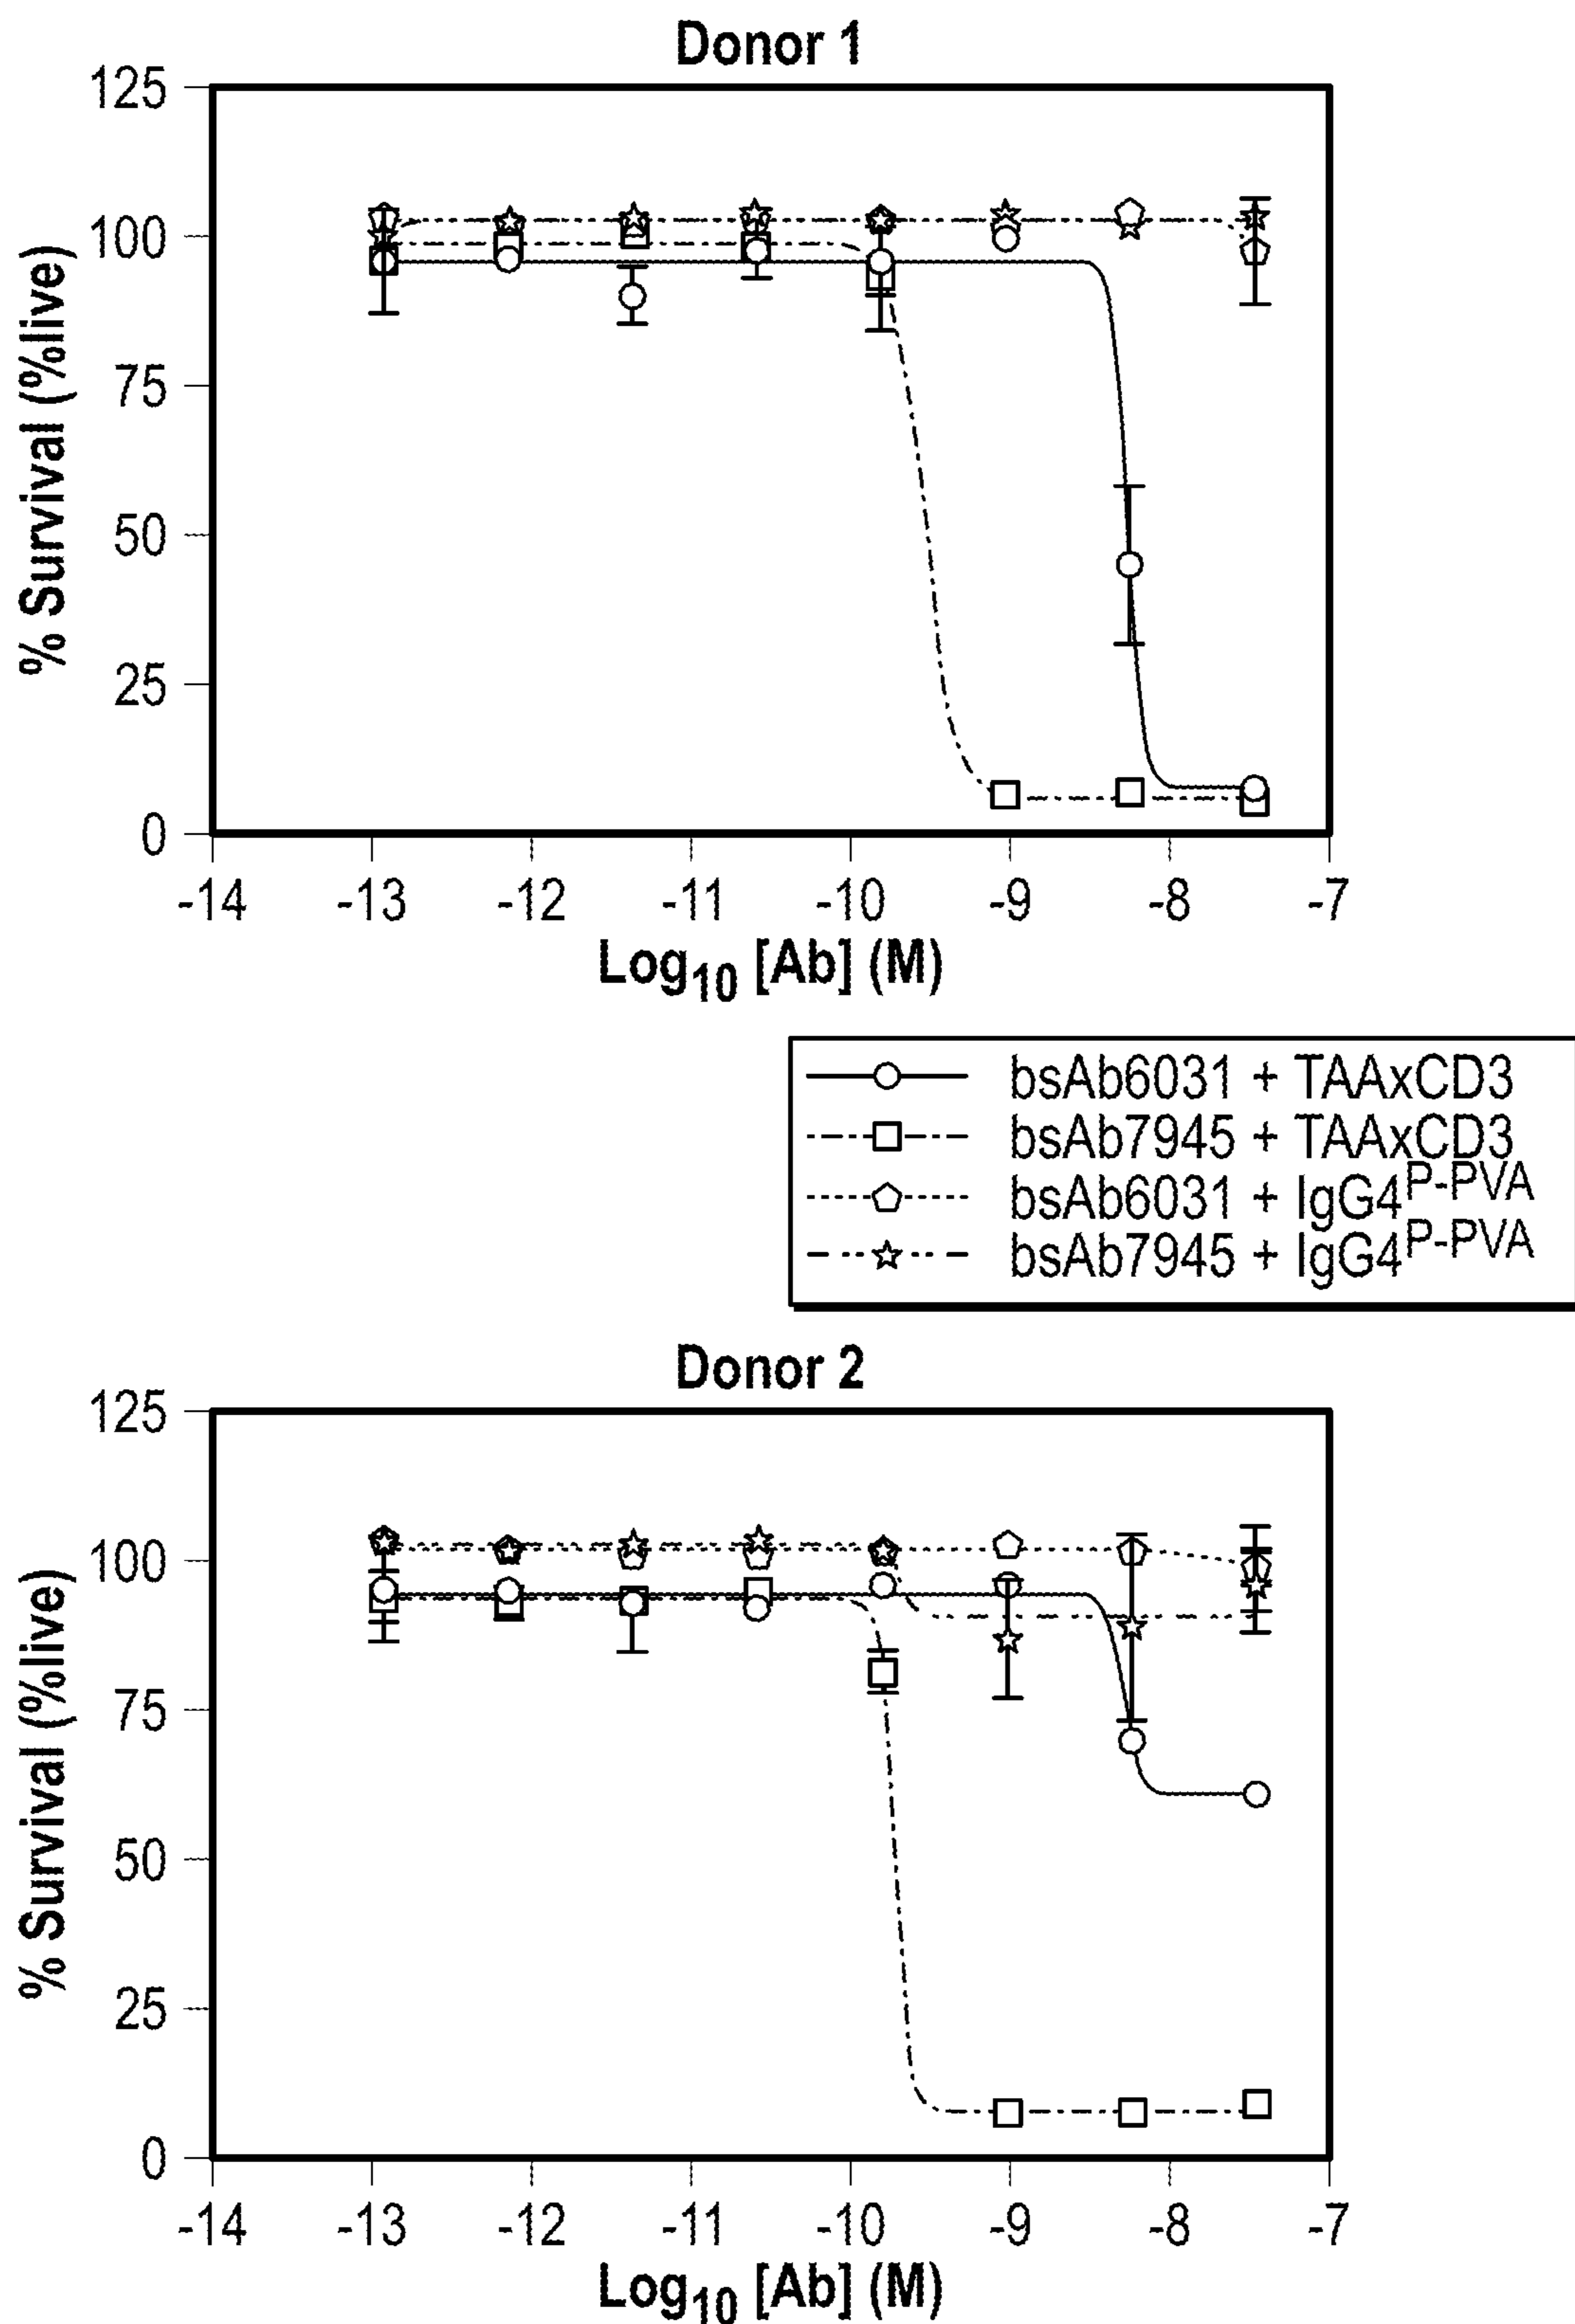 Donor 1
125
100
75
50
25
0
% Survival (%live)
-14 -13 -12 -11 -10 -9 -8 -7
Log10 [Ab] (M)
bsAb6031 + TAAxCD3
bsAb7945 + TAAxCD3
bsAb6031 + IgG4P-PVA
bsAb7945 + IgG4P-PVA
Donor 2
125
100
75
50
25
0
% Survival (%live)
-14 -13 -12 -11 -10 -9 -8 -7
Log10 [Ab] (M)